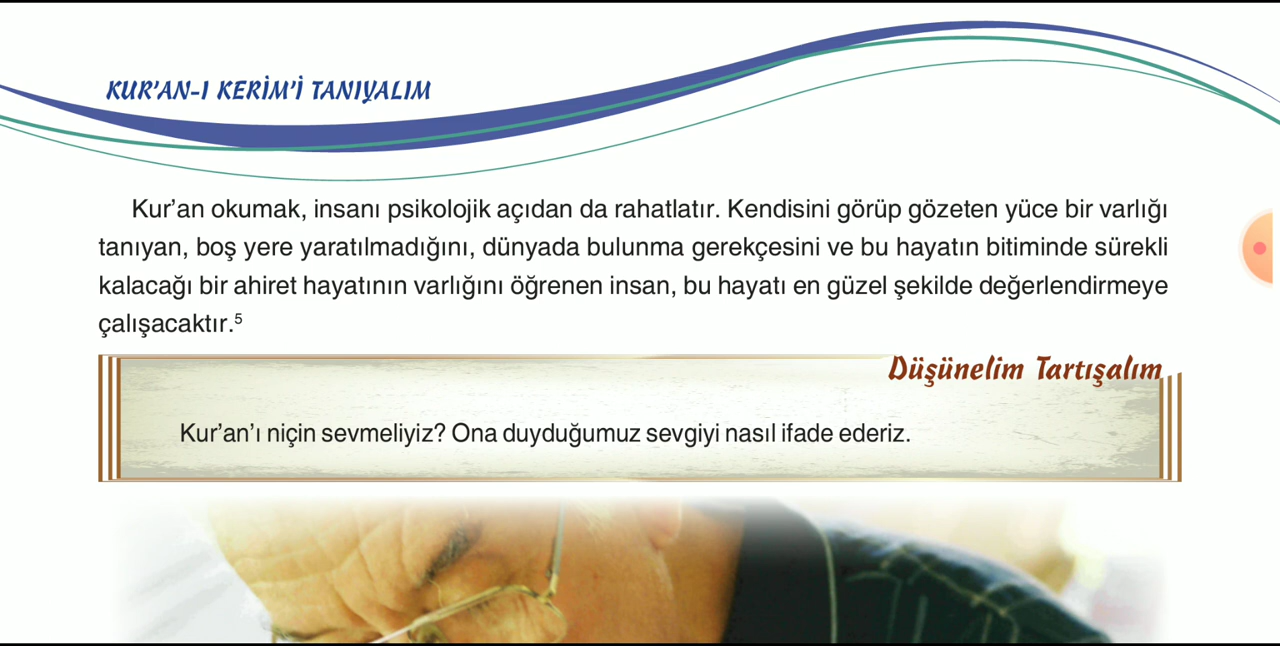 KUR’AN-I KERİM’İ TANIYALIM
Kur’an okumak, insanı psikolojik açıdan da rahatlatır. Kendisini görüp gözeten yüce bir varlığı
tanıyan, boş yere yaratılmadığını, dünyada bulunma gerekçesini ve bu hayatın bitiminde sürekli
kalacağı bir ahiret hayatının varlığını öğrenen insan, bu hayatı en güzel şekilde değerlendirmeye
çalışacaktır.⁵
Düşünelim Tartışalım
Kur’an’ı niçin sevmeliyiz? Ona duyduğumuz sevgiyi nasıl ifade ederiz.